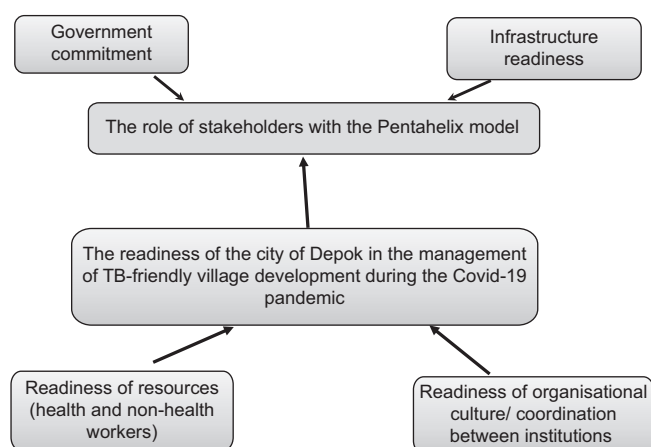 Government
commitment
Infrastructure
readiness
The role of stakeholders with the Pentahelix model
The readiness of the city of Depok in the management
of TB-friendly village development during the Covid-19
pandemic
Readiness of resources
(health and non-health
workers)
Readiness of organisational
culture/ coordination
between institutions